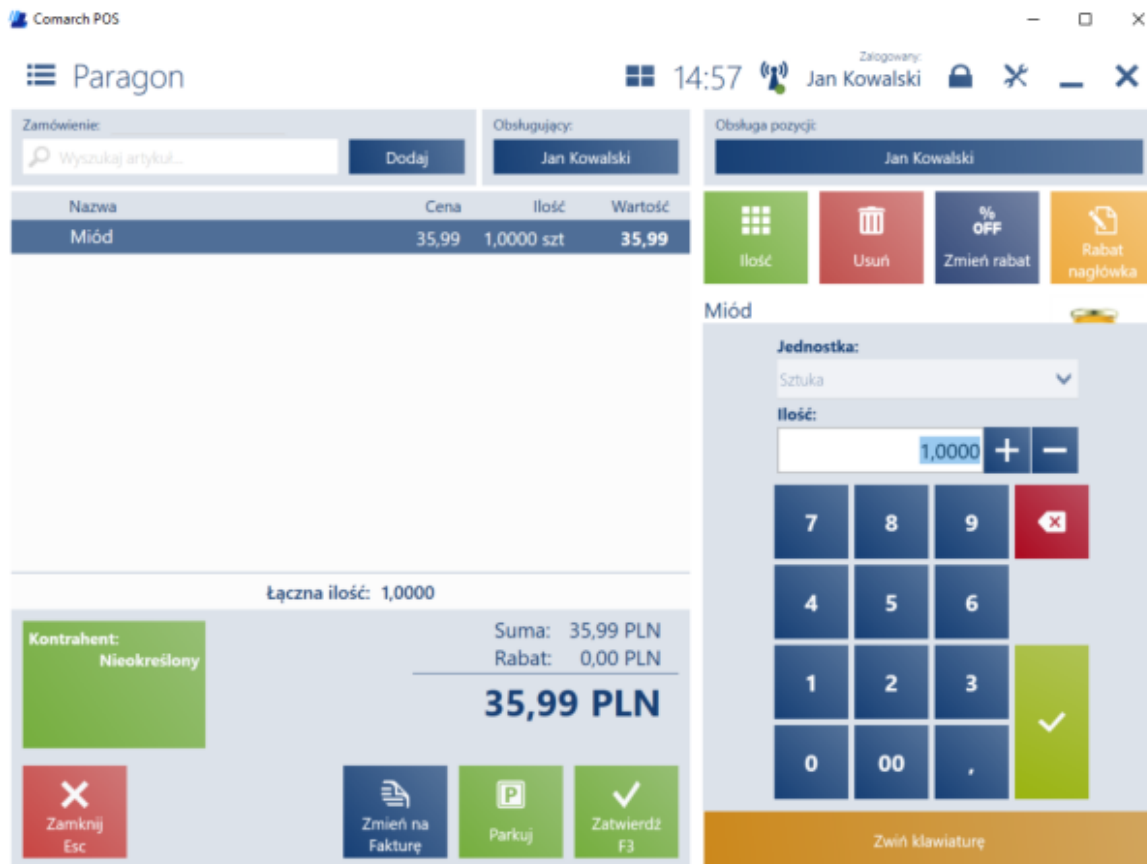 Comarch POS
Paragon
14:57
Zalogowany:
Jan Kowalski
Zamówienie:
Wyszukaj artykuł...
Dodaj
Obsługujący:
Jan Kowalski
Obsługa pozycji:
Jan Kowalski
Nazwa Cena Ilość Wartość
Miód 35,99 1,0000 szt 35,99
Łączna ilość: 1,0000
Kontrahent:
Nieokreślony
Suma: 35,99 PLN
Rabat: 0,00 PLN
35,99 PLN
Zamknij
Esc
Zmień na
Fakturę
P
Parkuj
Zatwierdź
F3
Ilość
Usuń
% OFF
Zmień rabat
Rabat
nagłówka
Miód
Jednostka:
Sztuka
Ilość:
1,0000 + −
7 8 9
4 5 6
1 2 3
0 00 ,
Zwiń klawiaturę